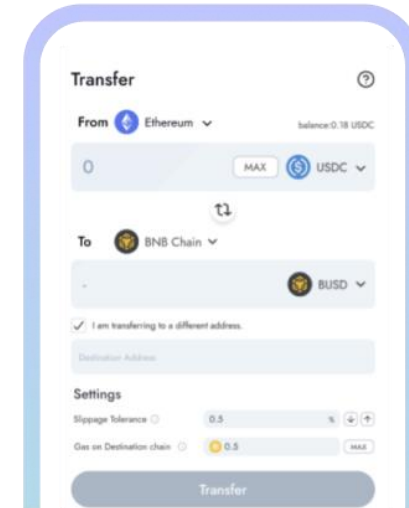 Transfer
From Ethereum balance:0.18 USDC
0 MAX USDC
To BNB Chain
- BUSD
I am transferring to a different address.
Destination Address
Settings
Slippage Tolerance 0.5 %
Gas on Destination chain 0.5 MAX
Transfer